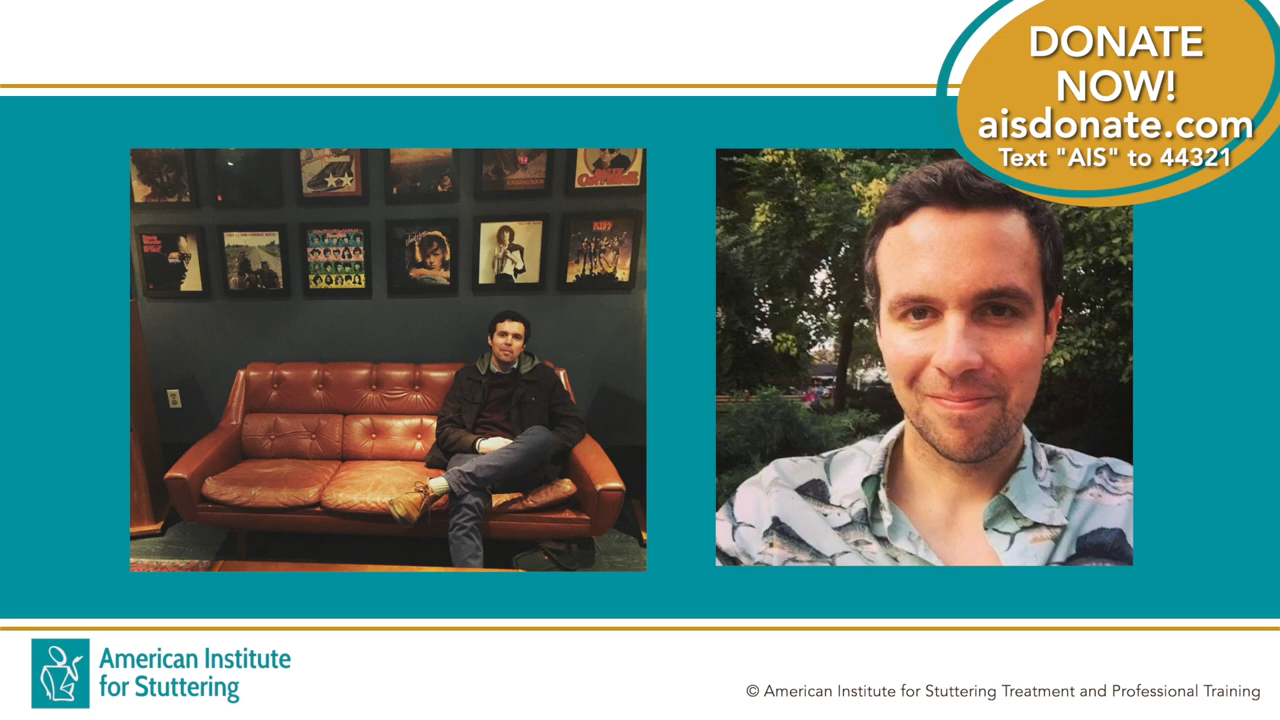 DONATE
NOW!
aisdonate.com
Text "AIS" to 44321
KISS
American Institute
for Stuttering
© American Institute for Stuttering Treatment and Professional Training